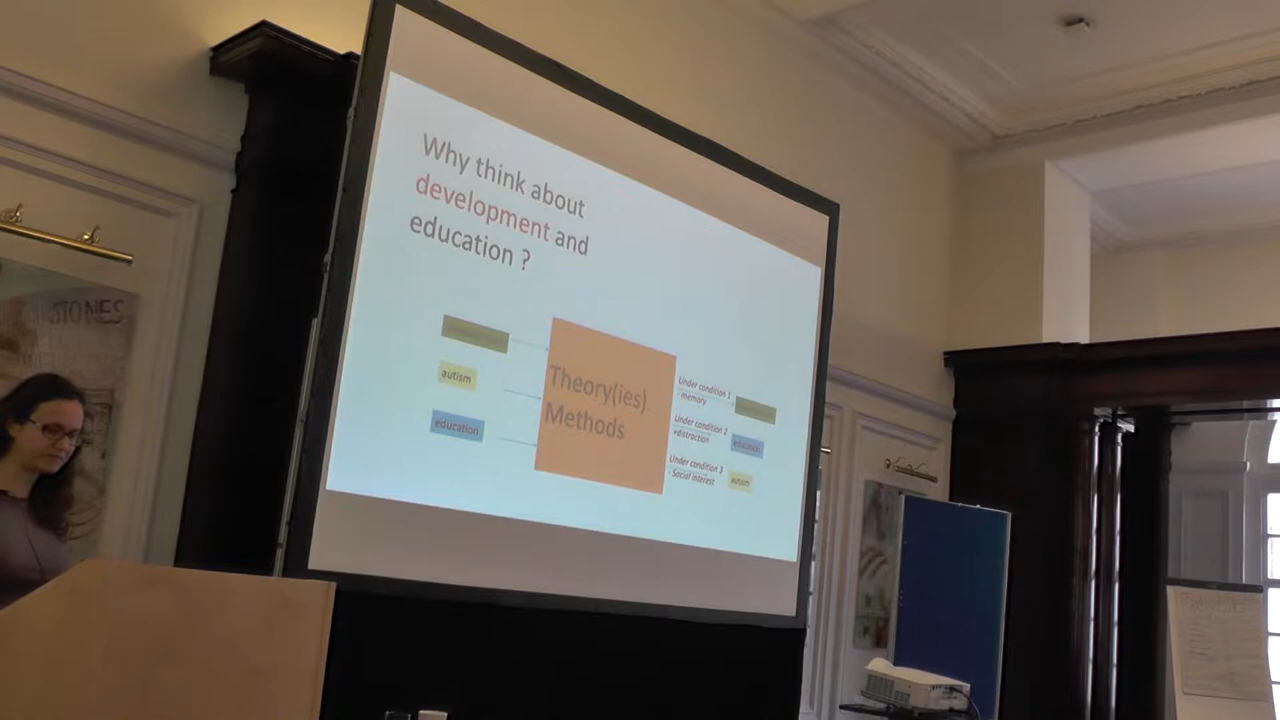 Why think about
development and
education ?
autism
education
Theory(ies)
Methods
Under condition 1
memory
Under condition 2
distraction
education
Under condition 3
Social interest
autism
STONES